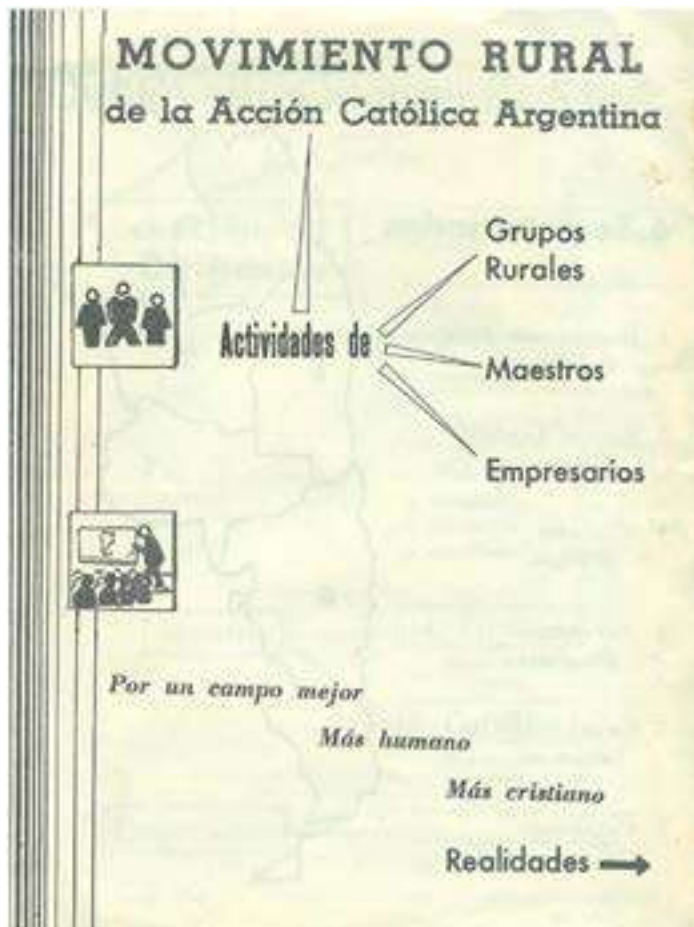 MOVIMIENTO RURAL
de la Acción Católica Argentina
Grupos
Rurales
Actividades de
Maestros
Empresarios
Por un campo mejor
Más humano
Más cristiano
Realidades